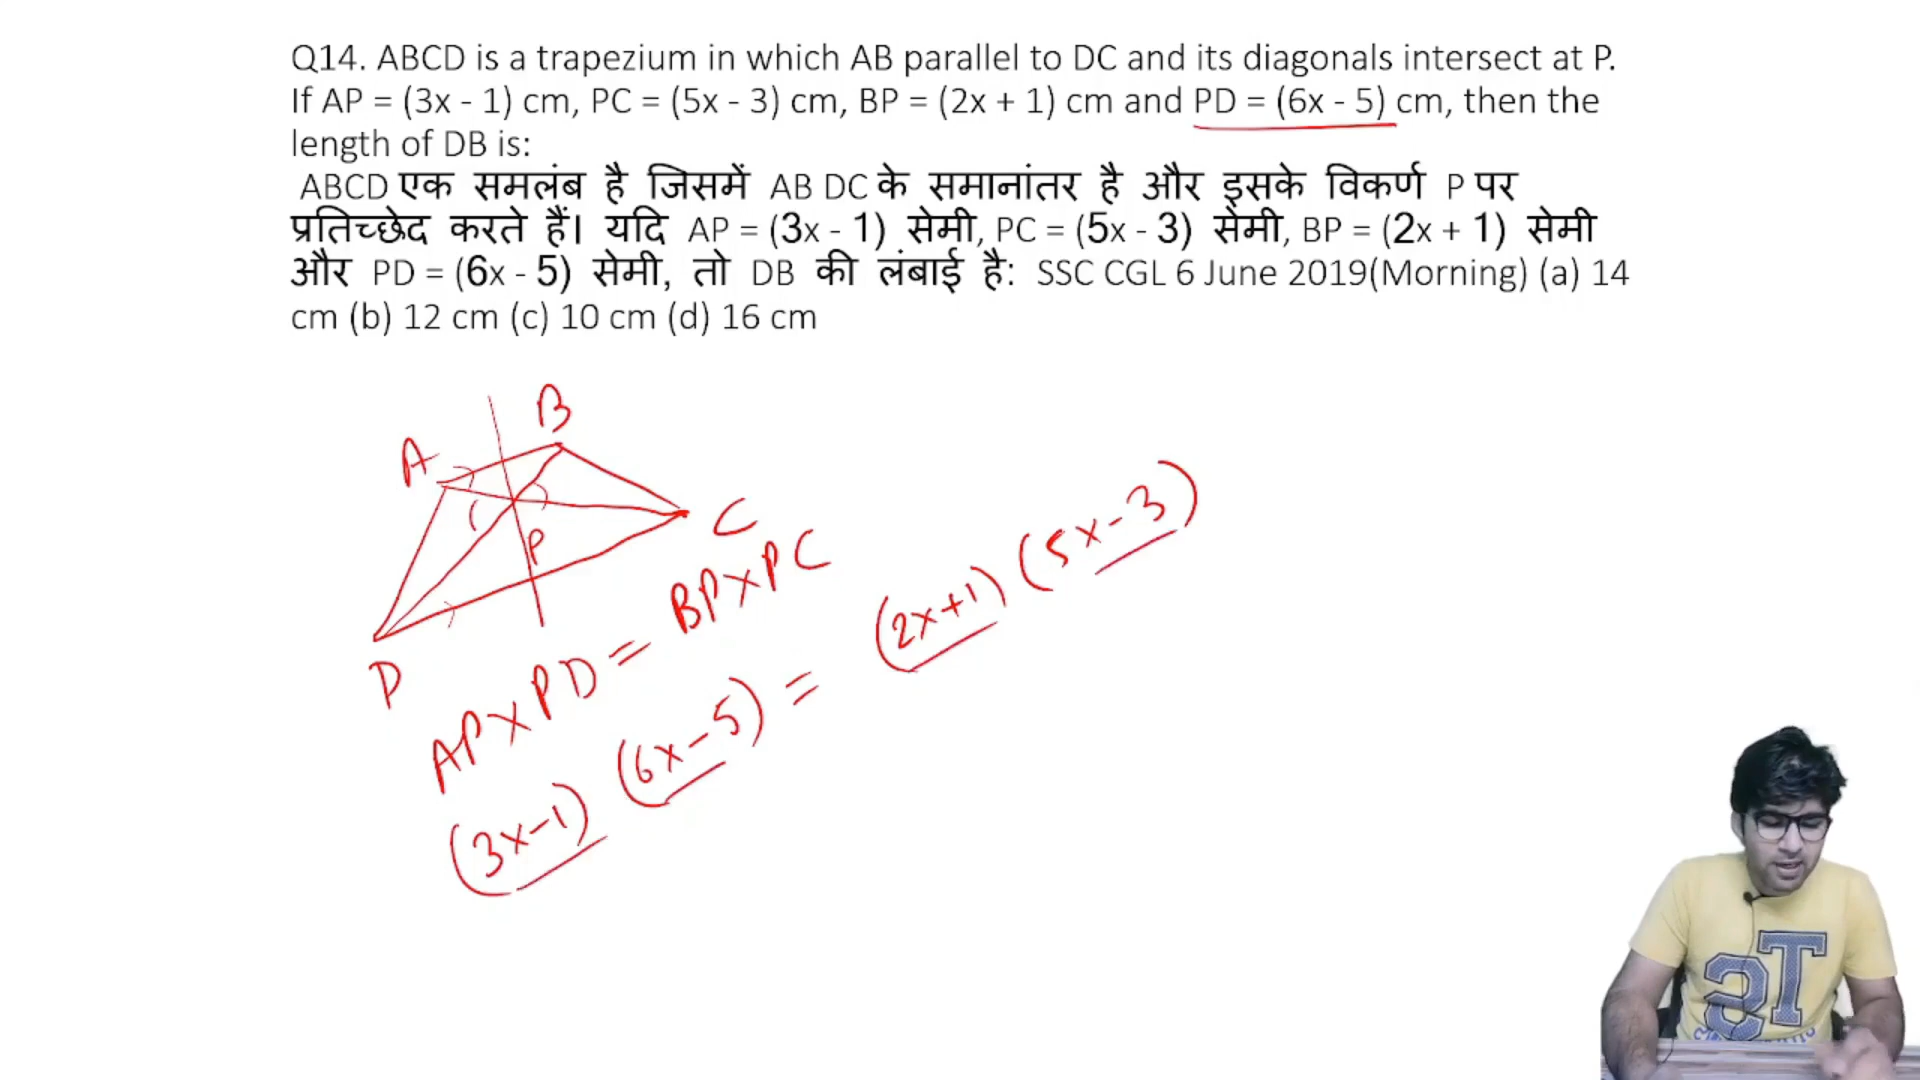 Q14. ABCD is a trapezium in which AB parallel to DC and its diagonals intersect at P.
If AP = (3x - 1) cm, PC = (5x - 3) cm, BP = (2x + 1) cm and PD = (6x - 5) cm, then the
length of DB is:
ABCD एक समलंब है जिसमें AB DC के समानांतर है और इसके विकर्ण P पर
प्रतिच्छेद करते हैं। यदि AP = (3x - 1) सेमी, PC = (5x - 3) सेमी, BP = (2x + 1) सेमी
और PD = (6x - 5) सेमी, तो DB की लंबाई है: SSC CGL 6 June 2019(Morning) (a) 14
cm (b) 12 cm (c) 10 cm (d) 16 cm
B
A
C
P
D
AP×PD = BP×PC
(3x-1) (6x-5) = (2x+1) (5x-3)